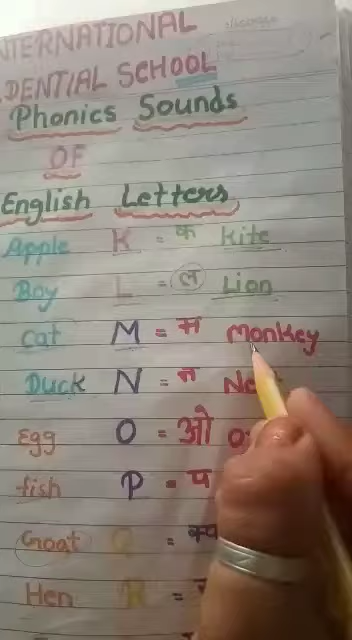 NTERNATIONAL
DENTIAL SCHOOL
Phonics Sounds
OF
English Letters
Apple K = क Kite
Boy L = ल Lion
Cat M = म Monkey
Duck N = न
Egg O = ओ
fish P = प
Goat Q = क्य
Hen R =